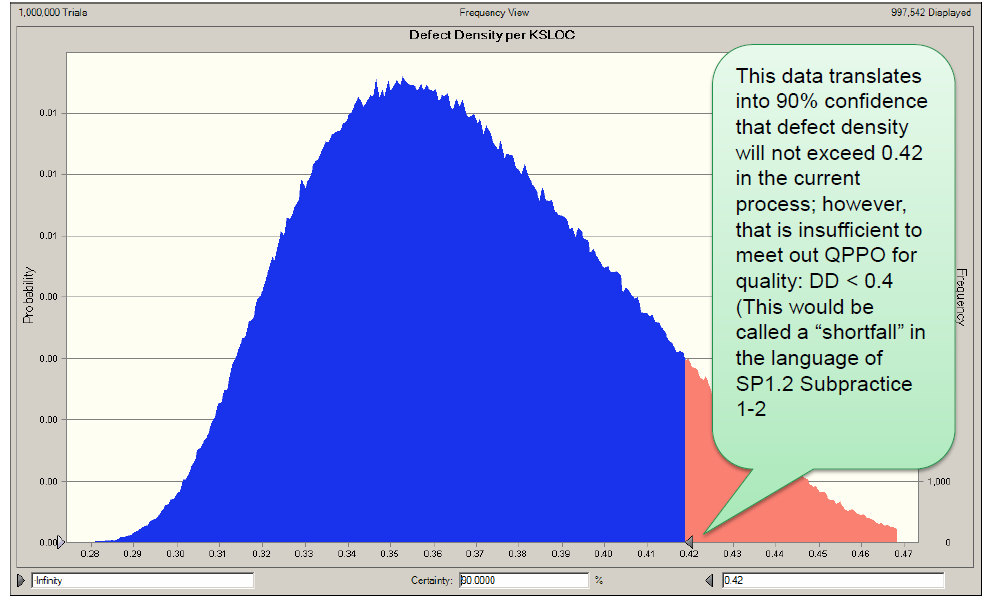 1,000,000 Trials
Frequency View
997,542 Displayed
Defect Density per KSLOC
This data translates
into 90% confidence
that defect density
will not exceed 0.42
in the current
process; however,
that is insufficient to
meet out QPPO for
quality: DD < 0.4
(This would be
called a “shortfall” in
the language of
SP1.2 Subpractice
1-2
Probability
0.01
0.01
0.01
0.00
0.00
0.00
0.00
0.00
Frequency
1,000
0
0.28 0.29 0.30 0.31 0.32 0.33 0.34 0.35 0.36 0.37 0.38 0.39 0.40 0.41 0.42 0.43 0.44 0.45 0.46 0.47
-Infinity
Certainty: 90.0000 %
0.42